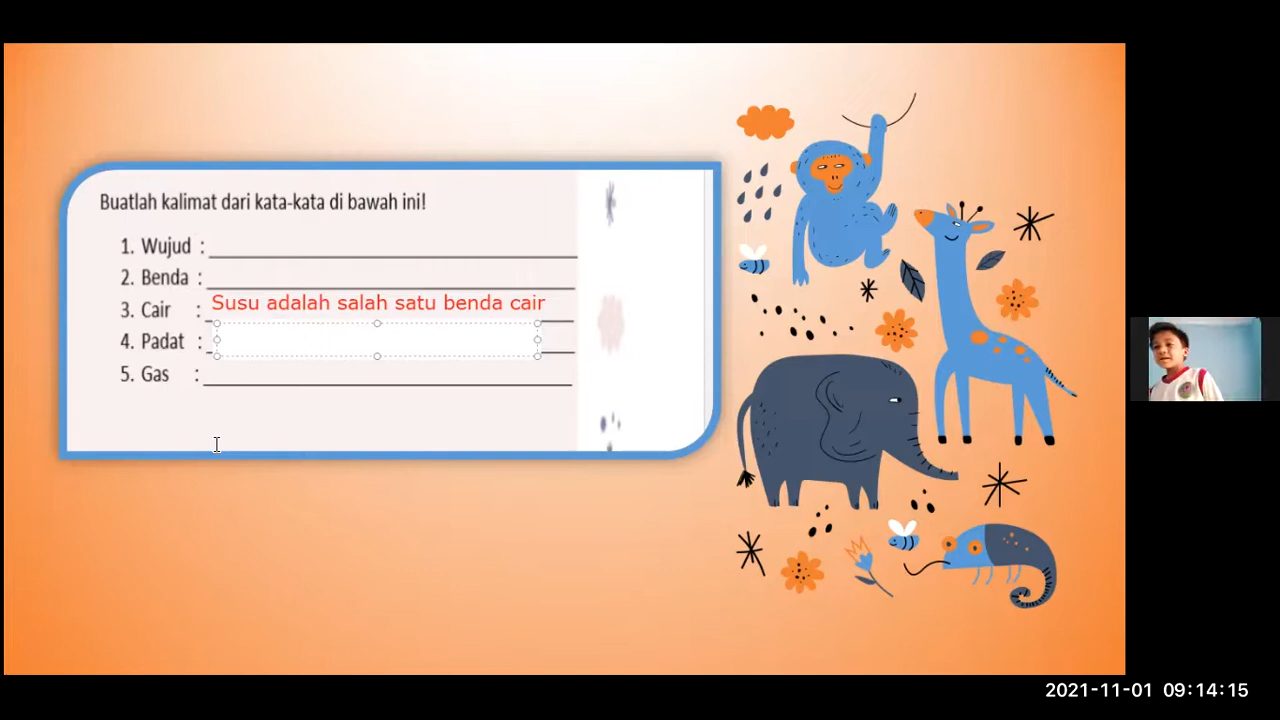 Buatlah kalimat dari kata-kata di bawah ini!
1. Wujud :
2. Benda :
3. Cair : Susu adalah salah satu benda cair
4. Padat :
5. Gas :
2021-11-01 09:14:15